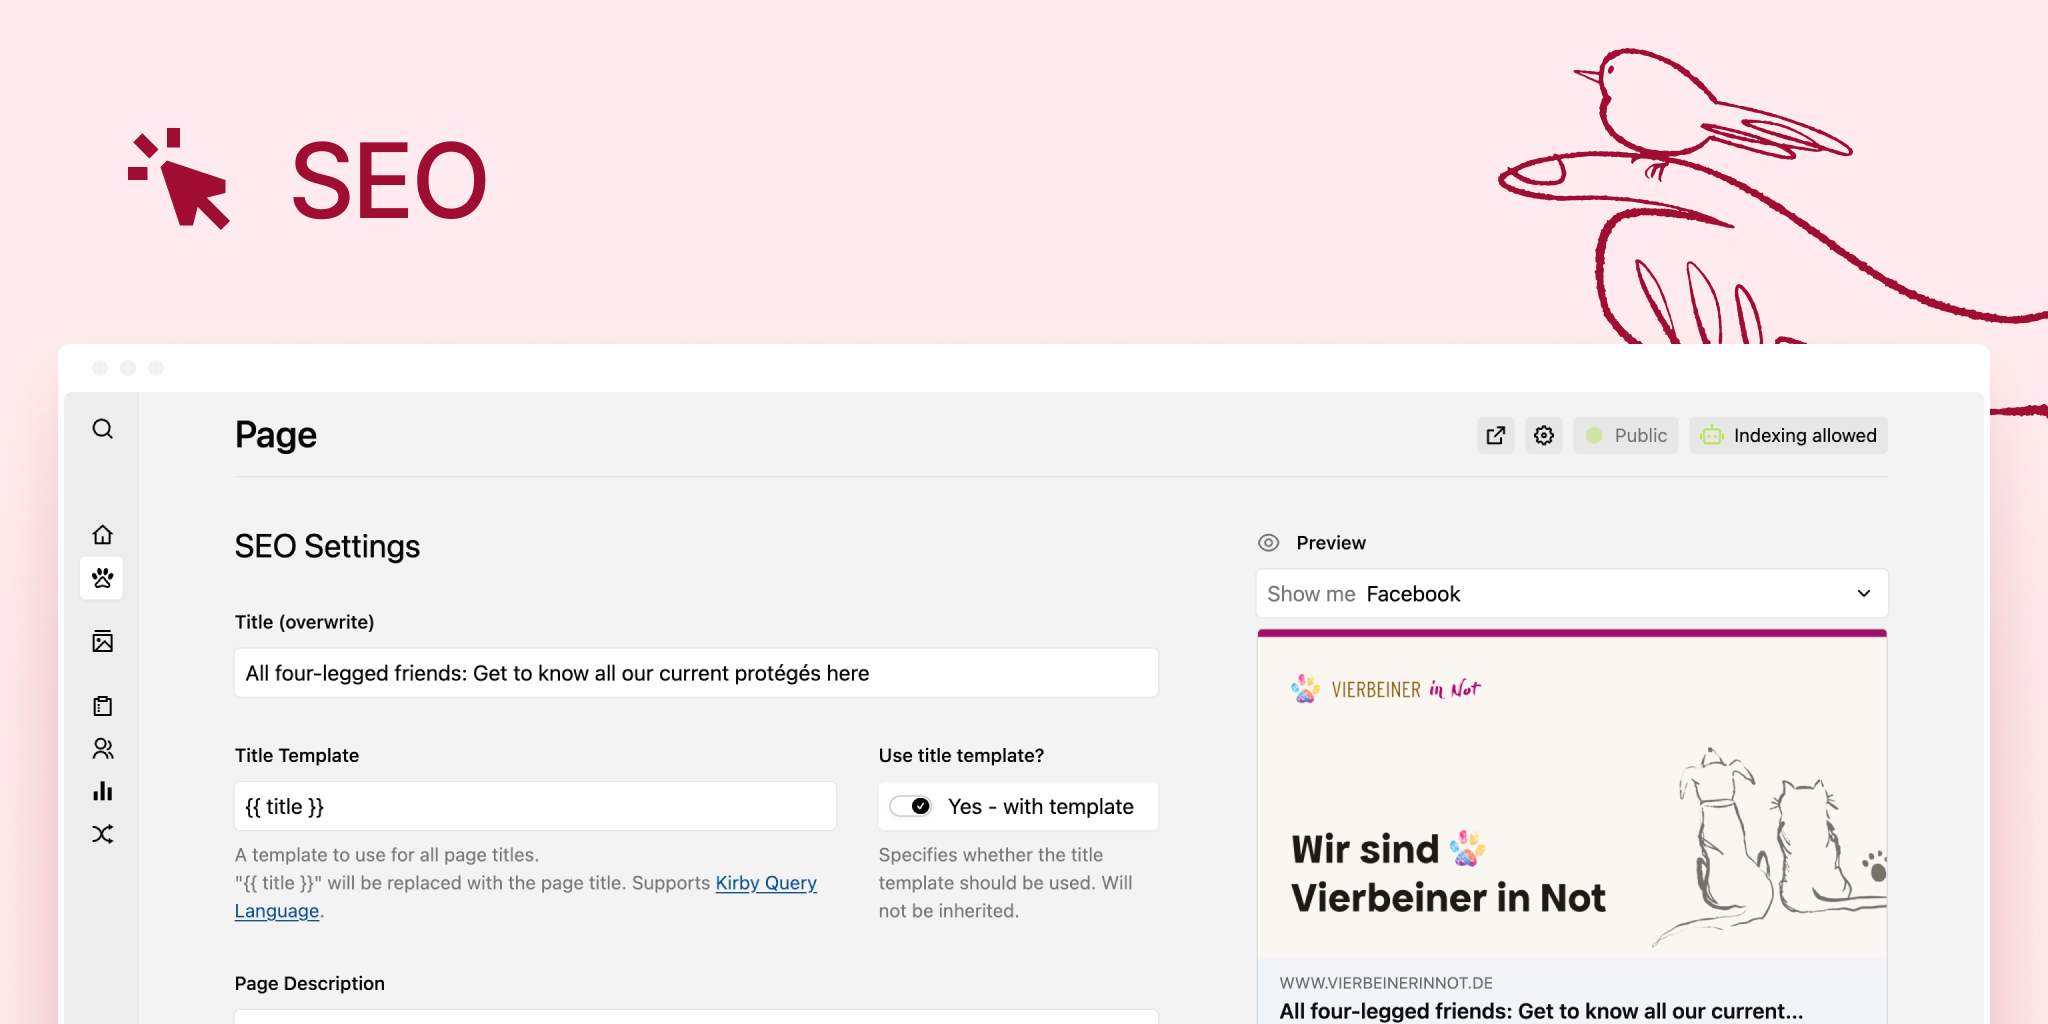 SEO
Page
Public
Indexing allowed
SEO Settings
Title (overwrite)
All four-legged friends: Get to know all our current protégés here
Title Template
{{ title }}
A template to use for all page titles.
"{{ title }}" will be replaced with the page title. Supports Kirby Query
Language.
Use title template?
Yes - with template
Specifies whether the title
template should be used. Will
not be inherited.
Page Description
Preview
Show me Facebook
VIERBEINER in Not
Wir sind
Vierbeiner in Not
WWW.VIERBEINERINNOT.DE
All four-legged friends: Get to know all our current...